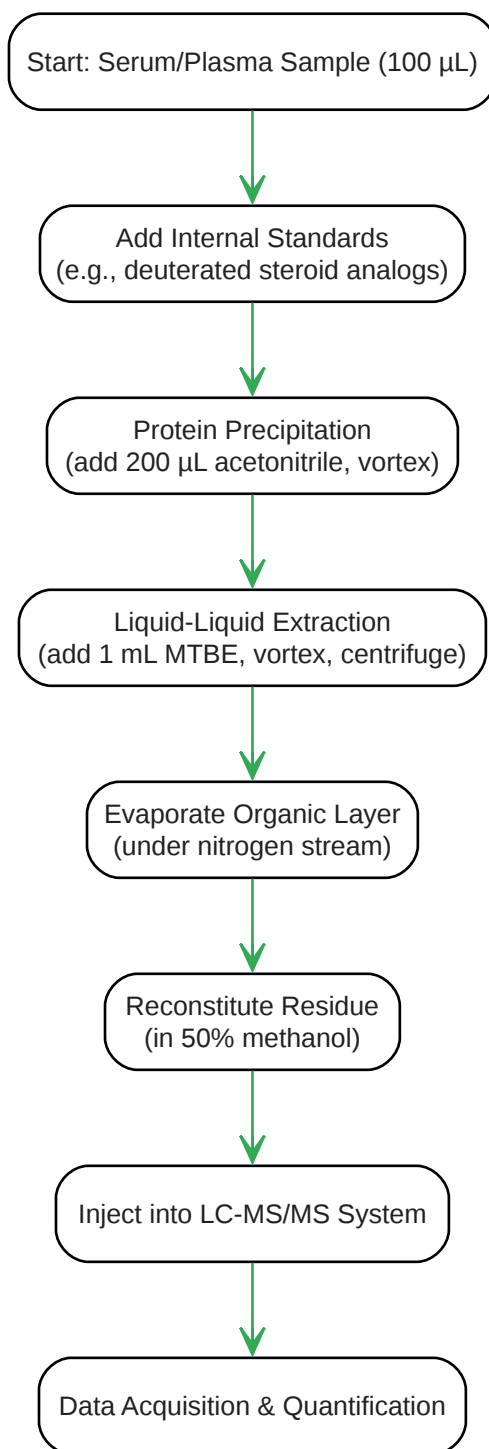 Start: Serum/Plasma Sample (100 µL)
Add Internal Standards
(e.g., deuterated steroid analogs)
Protein Precipitation
(add 200 µL acetonitrile, vortex)
Liquid-Liquid Extraction
(add 1 mL MTBE, vortex, centrifuge)
Evaporate Organic Layer
(under nitrogen stream)
Reconstitute Residue
(in 50% methanol)
Inject into LC-MS/MS System
Data Acquisition & Quantification